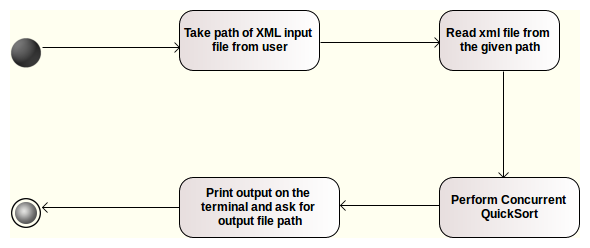 Take path of XML input
file from user
Read xml file from
the given path
Perform Concurrent
QuickSort
Print output on the
terminal and ask for
output file path